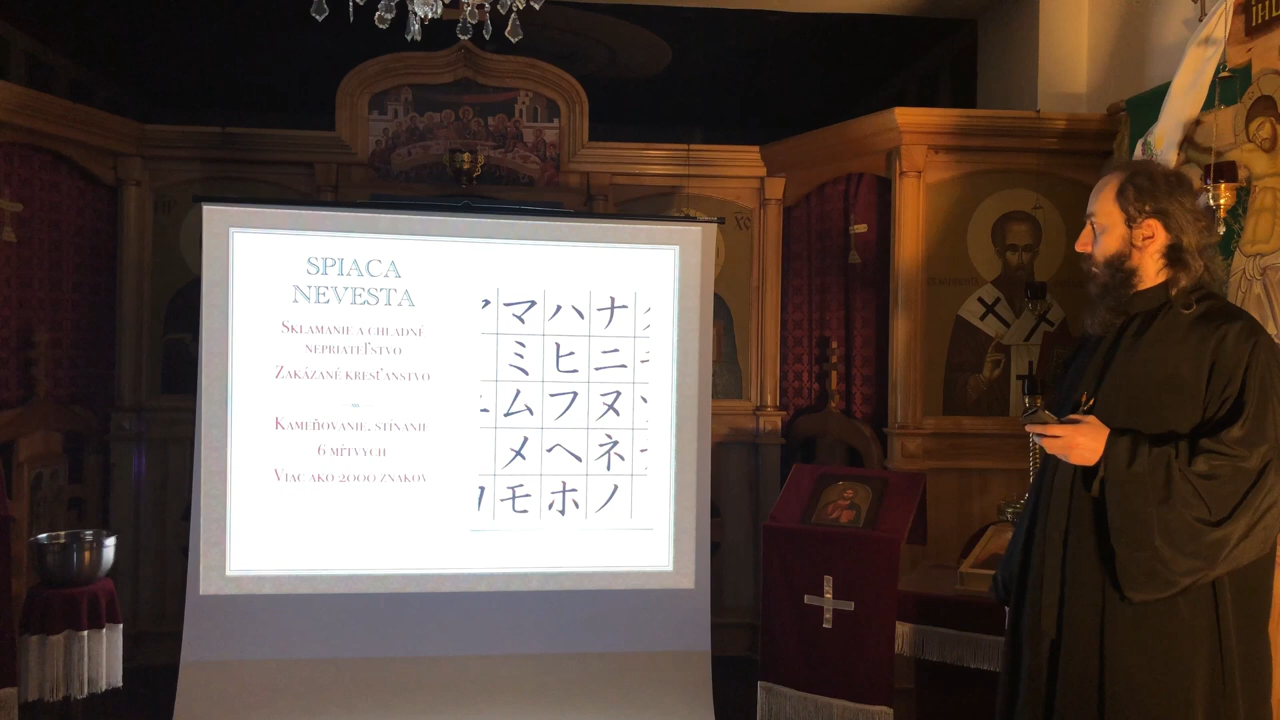 SPIACA
NEVESTA
Sklamanie a chladné
nepriateľstvo
Zakázané kresťanstvo
Kameňovanie, stínanie
6 mŕtvych
Viac ako 2000 znakov
マ ハ ナ
ミ ヒ ニ
ム フ ヌ
メ ヘ ネ
モ ホ ノ